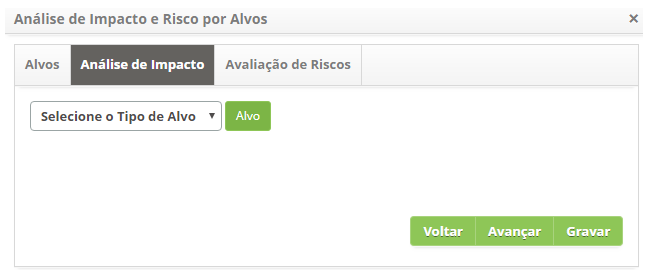 Análise de Impacto e Risco por Alvos ×
Alvos Análise de Impacto Avaliação de Riscos
Selecione o Tipo de Alvo Alvo
Voltar Avançar Gravar